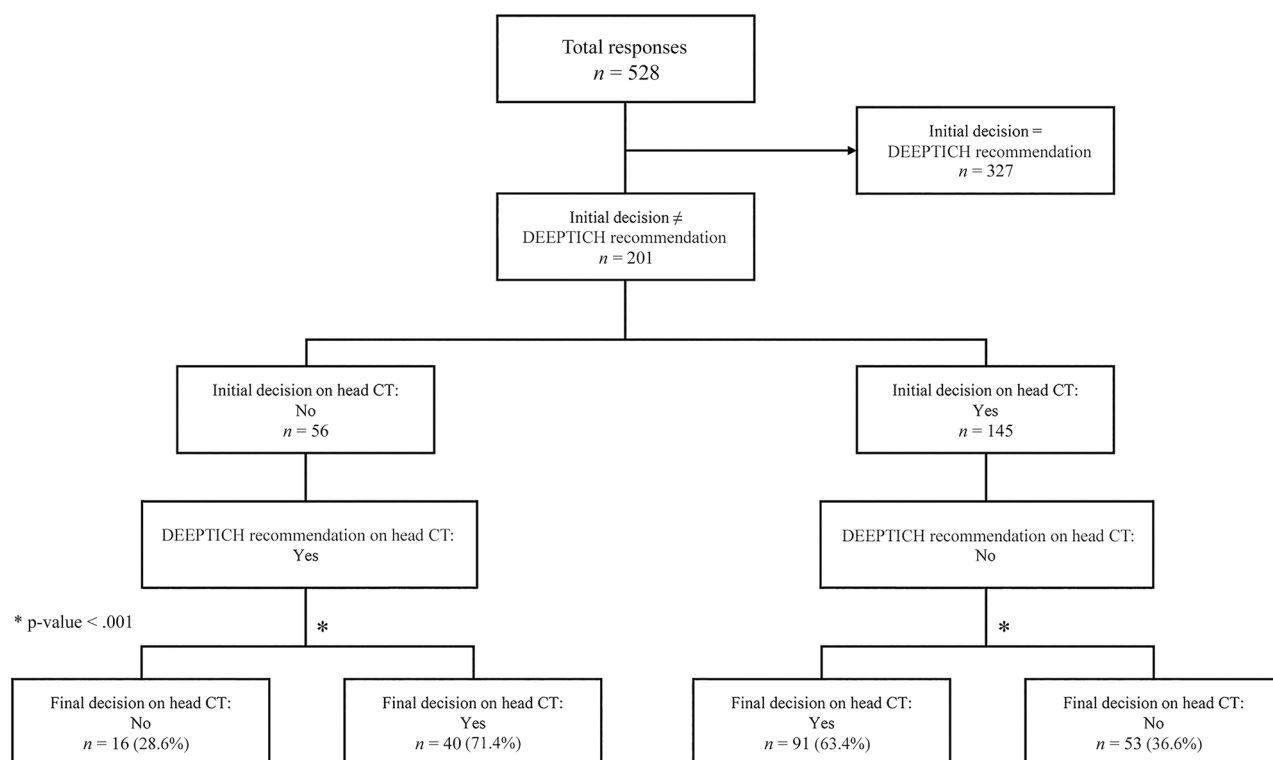 Total responses
n = 528
Initial decision =
DEEPTICH recommendation
n = 327
Initial decision ≠
DEEPTICH recommendation
n = 201
Initial decision on head CT:
No
n = 56
Initial decision on head CT:
Yes
n = 145
DEEPTICH recommendation on head CT:
Yes
DEEPTICH recommendation on head CT:
No
* p-value < .001
*
*
Final decision on head CT:
No
n = 16 (28.6%)
Final decision on head CT:
Yes
n = 40 (71.4%)
Final decision on head CT:
Yes
n = 91 (63.4%)
Final decision on head CT:
No
n = 53 (36.6%)